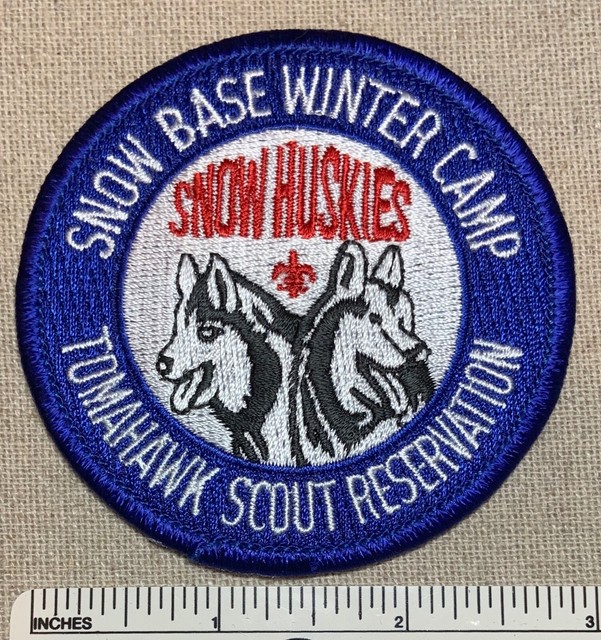 SNOW BASE WINTER CAMP
SNOW HUSKIES
TOMAHAWK SCOUT RESERVATION
INCHES 1 2 3